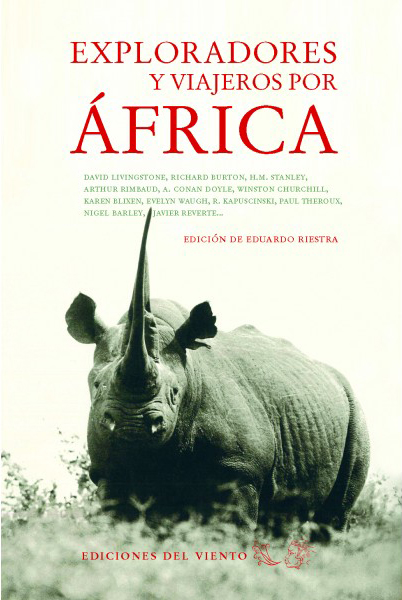 EXPLORADORES
Y VIAJEROS POR
ÁFRICA
DAVID LIVINGSTONE, RICHARD BURTON, H.M. STANLEY,
ARTHUR RIMBAUD, A. CONAN DOYLE, WINSTON CHURCHILL,
KAREN BLIXEN, EVELYN WAUGH, R. KAPUSCINSKI, PAUL THEROUX,
NIGEL BARLEY, JAVIER REVERTE...
EDICIÓN DE EDUARDO RIESTRA
EDICIONES DEL VIENTO